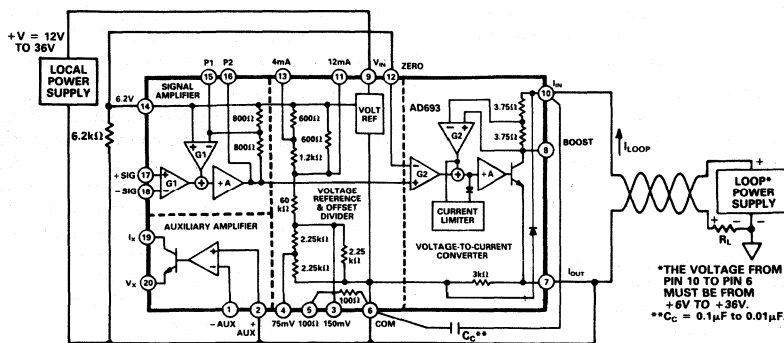 +V = 12V
TO 36V
LOCAL
POWER
SUPPLY
6.2kΩ
P1 P2
15 16
4mA
13
12mA
11
VIN
9
ZERO
12
SIGNAL
AMPLIFIER
6.2V
14
800Ω
800Ω
600Ω
600Ω
1.2kΩ
VOLT
REF
AD693
3.75Ω
3.75Ω
IIN
10
BOOST
8
+SIG 17
−SIG 18
G1
G1
+A
G2
G2
+A
CURRENT
LIMITER
60
kΩ
VOLTAGE
REFERENCE
& OFFSET
DIVIDER
AUXILIARY AMPLIFIER
IX 19
VX 20
2.25kΩ
2.25
kΩ
2.25kΩ
VOLTAGE-TO-CURRENT
CONVERTER
3kΩ
7
IOUT
100Ω
1
− AUX
2
+
AUX
4
75mV
5
100Ω
3
150mV
6
COM
CC**
ILOOP
LOOP*
POWER
SUPPLY
RL
*THE VOLTAGE FROM
PIN 10 TO PIN 6
MUST BE FROM
+6V TO +36V.
**CC = 0.1μF to 0.01μF.